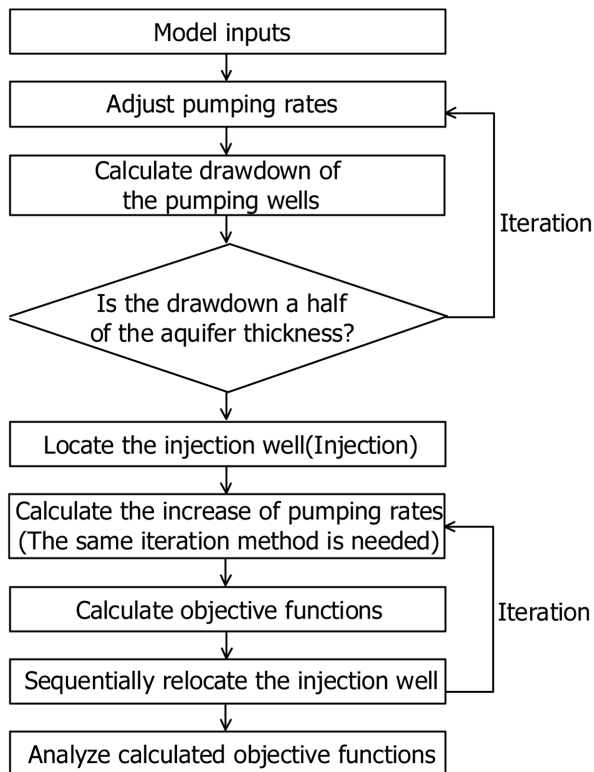 Model inputs
Adjust pumping rates
Calculate drawdown of
the pumping wells
Iteration
Is the drawdown a half
of the aquifer thickness?
Locate the injection well(Injection)
Calculate the increase of pumping rates
(The same iteration method is needed)
Calculate objective functions
Iteration
Sequentially relocate the injection well
Analyze calculated objective functions